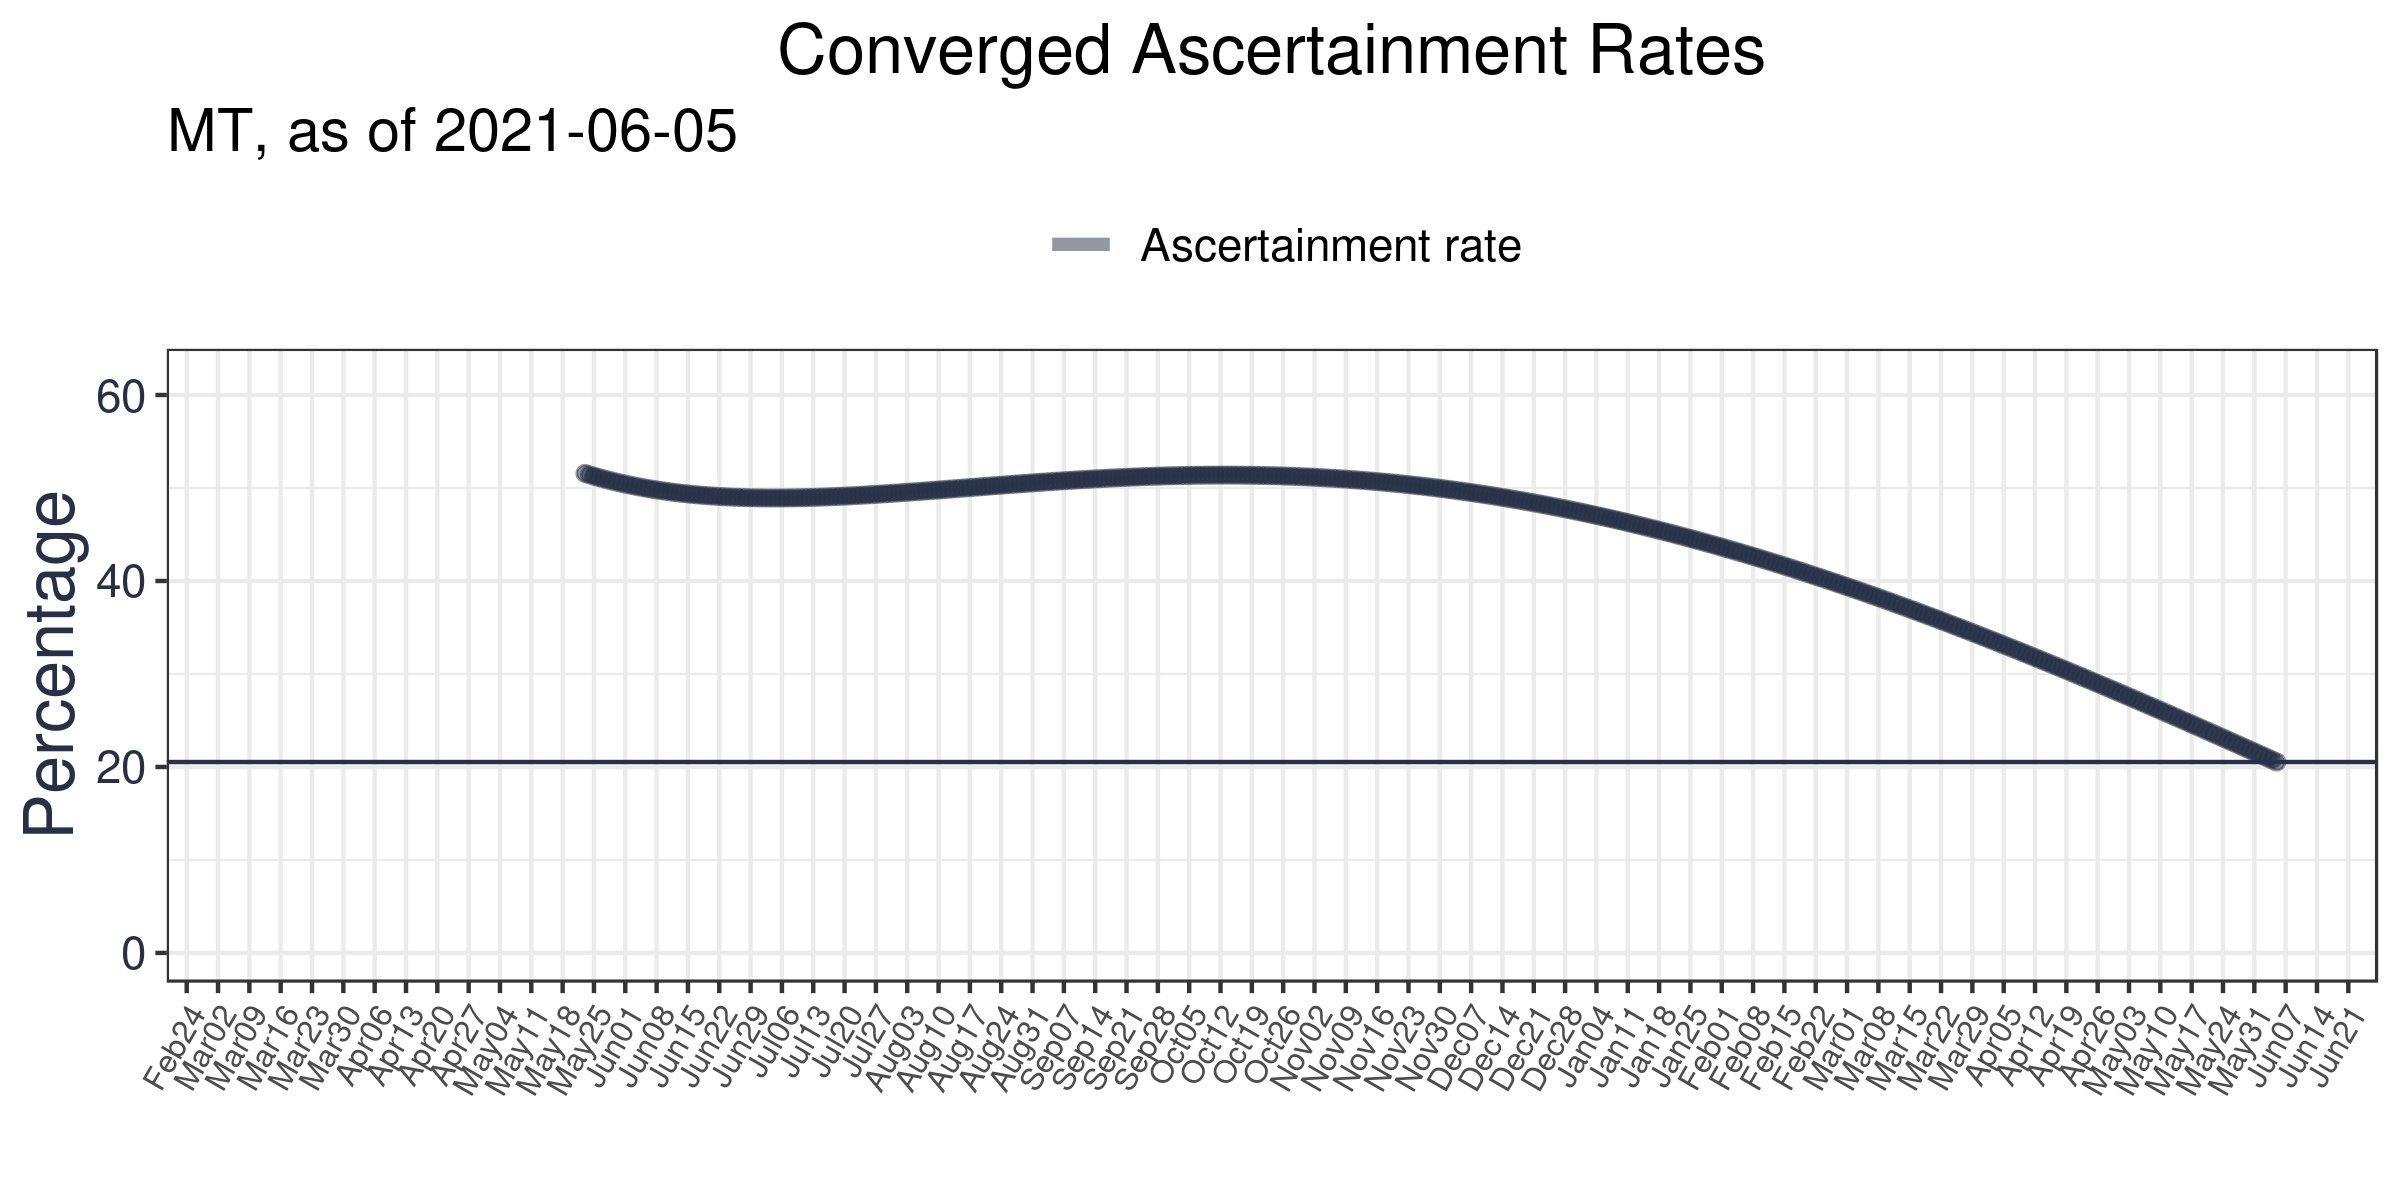 Converged Ascertainment Rates
MT, as of 2021-06-05
Ascertainment rate
Percentage
60
40
20
0
Feb24
Mar02
Mar09
Mar16
Mar23
Mar30
Apr06
Apr13
Apr20
Apr27
May04
May11
May18
May25
Jun01
Jun08
Jun15
Jun22
Jun29
Jul06
Jul13
Jul20
Jul27
Aug03
Aug10
Aug17
Aug24
Aug31
Sep07
Sep14
Sep21
Sep28
Oct05
Oct12
Oct19
Oct26
Nov02
Nov09
Nov16
Nov23
Nov30
Dec07
Dec14
Dec21
Dec28
Jan04
Jan11
Jan18
Jan25
Feb01
Feb08
Feb15
Feb22
Mar01
Mar08
Mar15
Mar22
Mar29
Apr05
Apr12
Apr19
Apr26
May03
May10
May17
May24
May31
Jun07
Jun14
Jun21